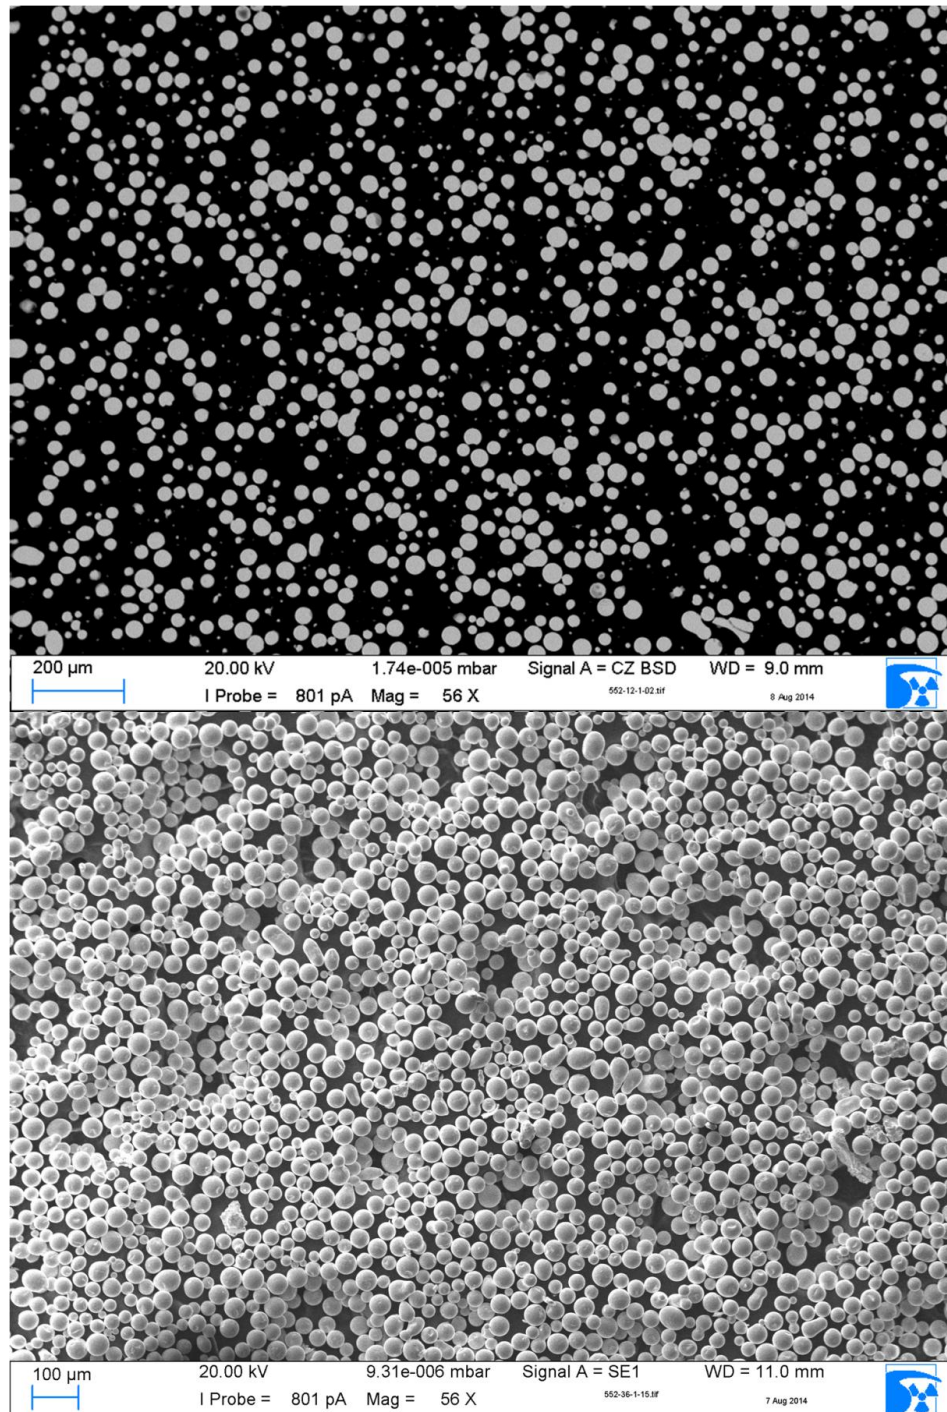 200 µm 20.00 kV 1.74e-005 mbar Signal A = CZ BSD WD = 9.0 mm
I Probe = 801 pA Mag = 56 X 552-12-1-02.tif 8 Aug 2014
100 µm 20.00 kV 9.31e-006 mbar Signal A = SE1 WD = 11.0 mm
I Probe = 801 pA Mag = 56 X 552-36-1-15.tif 7 Aug 2014